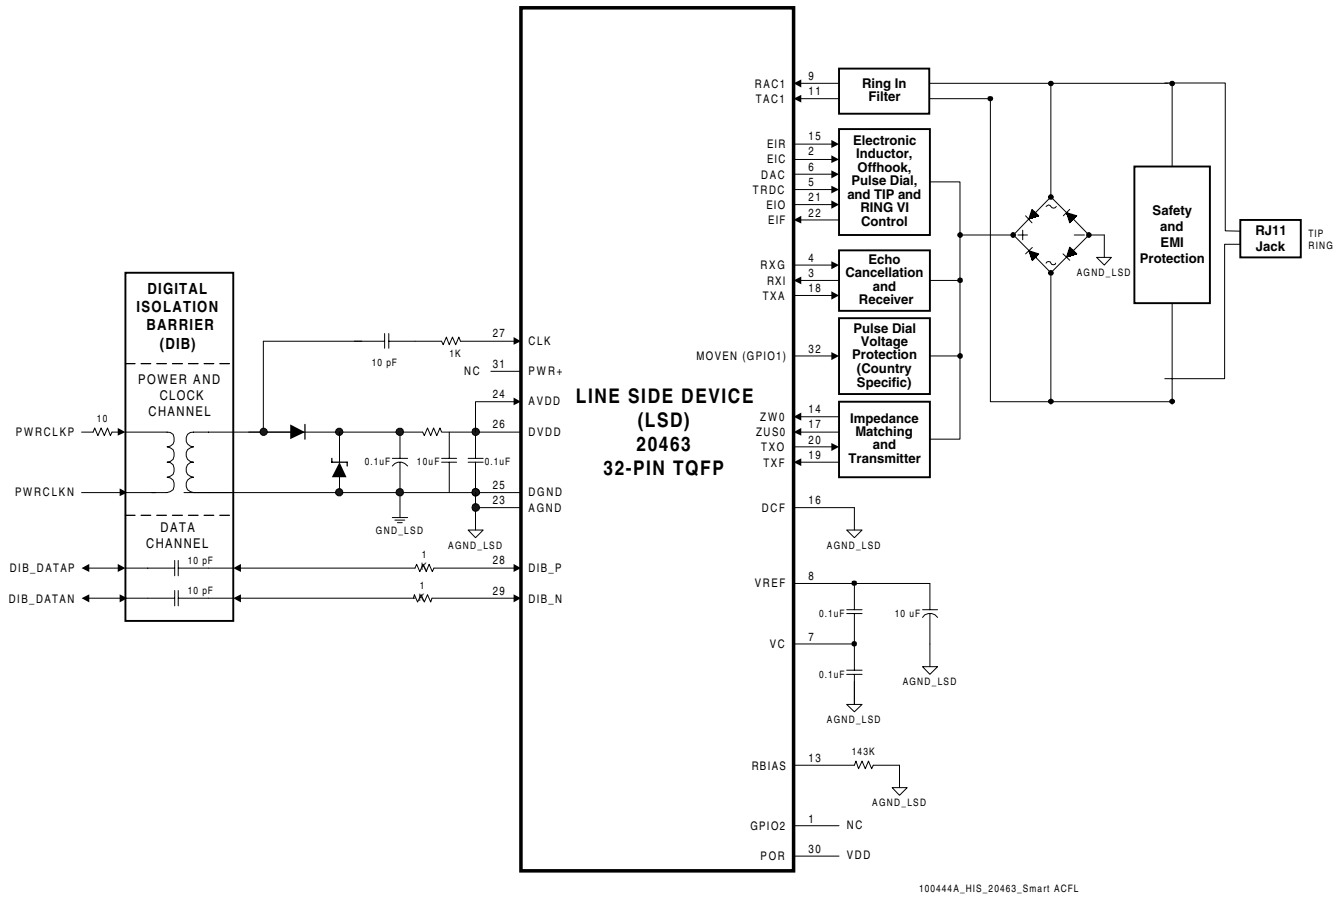 DIGITAL
ISOLATION
BARRIER
(DIB)
POWER AND
CLOCK
CHANNEL
DATA
CHANNEL
PWRCLKP
10
PWRCLKN
DIB_DATAP
10 pF
DIB_DATAN
10 pF
10 pF
1K
NC
0.1uF
10uF
0.1uF
GND_LSD
AGND_LSD
1
1
27 CLK
31 PWR+
24 AVDD
26 DVDD
25 DGND
23 AGND
28 DIB_P
29 DIB_N
LINE SIDE DEVICE
(LSD)
20463
32-PIN TQFP
RAC1 9
TAC1 11
EIR 15
EIC 2
DAC 6
TRDC 5
EIO 21
EIF 22
RXG 4
RXI 3
TXA 18
MOVEN (GPIO1) 32
ZW0 14
ZUS0 17
TXO 20
TXF 19
DCF 16
AGND_LSD
VREF 8
0.1uF
10 uF
VC 7
0.1uF
AGND_LSD
AGND_LSD
RBIAS 13
143K
AGND_LSD
GPIO2 1 NC
POR 30 VDD
Ring In
Filter
Electronic
Inductor,
Offhook,
Pulse Dial,
and TIP and
RING VI
Control
Echo
Cancellation
and
Receiver
Pulse Dial
Voltage
Protection
(Country
Specific)
Impedance
Matching
and
Transmitter
~
+
−
~
AGND_LSD
Safety
and
EMI
Protection
RJ11
Jack
TIP
RING
100444A_HIS_20463_Smart ACFL